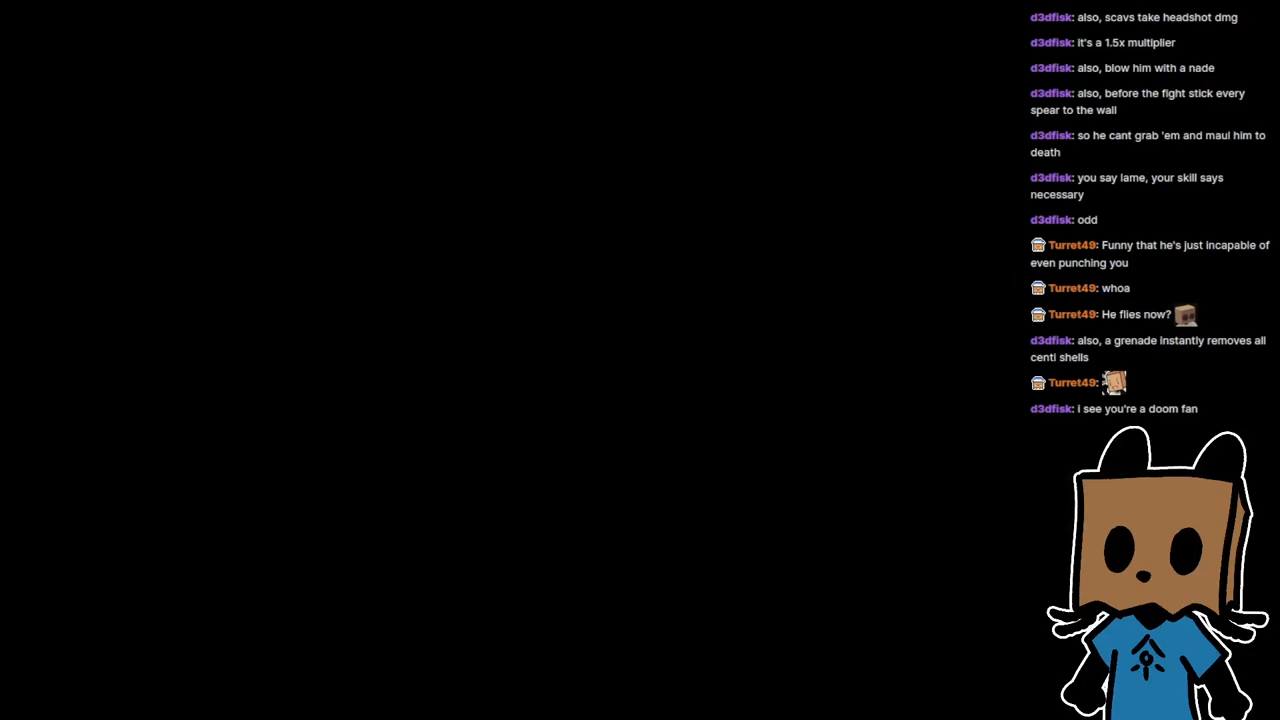 d3dfisk: also, scavs take headshot dmg
d3dfisk: it's a 1.5x multiplier
d3dfisk: also, blow him with a nade
d3dfisk: also, before the fight stick every
spear to the wall
d3dfisk: so he cant grab 'em and maul him to
death
d3dfisk: you say lame, your skill says
necessary
d3dfisk: odd
Turret49: Funny that he's just incapable of
even punching you
Turret49: whoa
Turret49: He flies now?
d3dfisk: also, a grenade instantly removes all
centi shells
Turret49:
d3dfisk: i see you're a doom fan